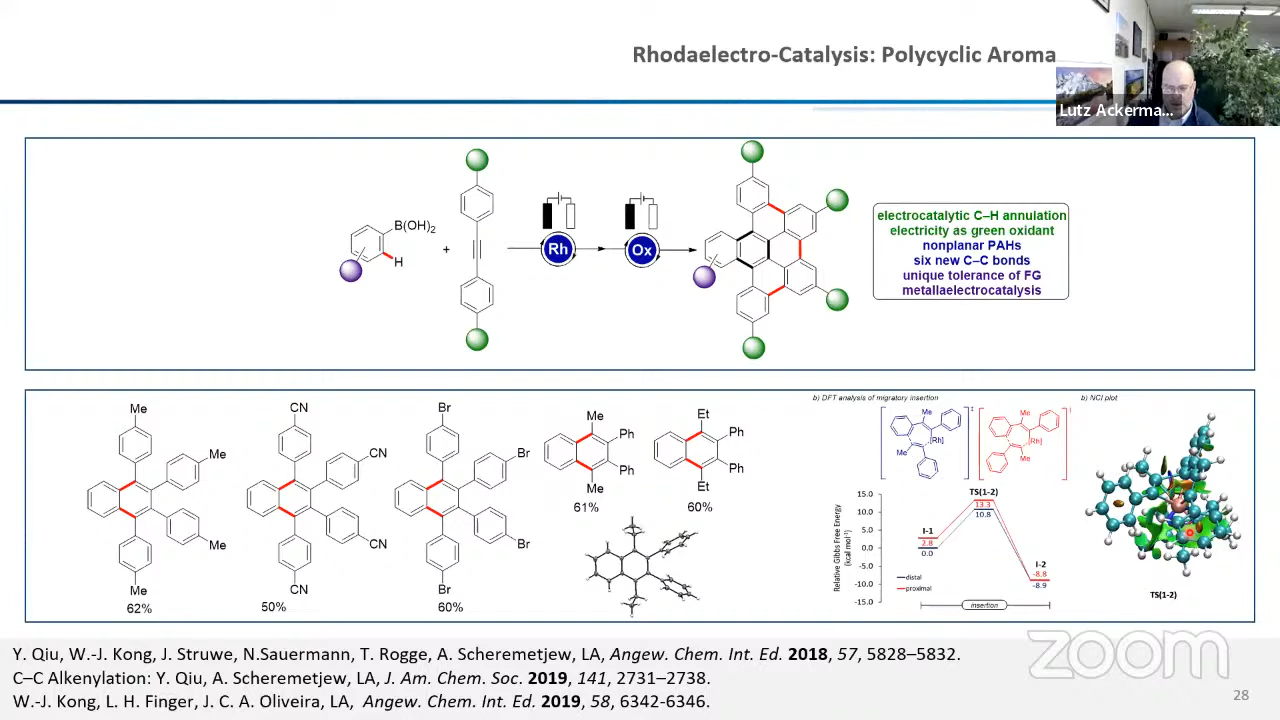 Rhodaelectro-Catalysis: Polycyclic Aroma
Lutz Ackerma...
B(OH)2
H
+
Rh
Ox
electrocatalytic C–H annulation
electricity as green oxidant
nonplanar PAHs
six new C–C bonds
unique tolerance of FG
metallaelectrocatalysis
Me
Me
Me
Me
62%
CN
CN
CN
CN
50%
Br
Br
Br
Br
60%
Me
Ph
Ph
Me
61%
Et
Ph
Ph
Et
60%
b) DFT analysis of migratory insertion
Me
[Rh]
Me
‡
Me
[Rh]
Me
Relative Gibbs Free Energy
(kcal mol-1)
15.0
10.0
5.0
0.0
-5.0
-10.0
-15.0
I-1
2.8
0.0
TS(1-2)
13.3
10.8
I-2
-8.8
-8.9
distal
proximal
insertion
b) NCI plot
TS(1-2)
zoom
Y. Qiu, W.-J. Kong, J. Struwe, N.Sauermann, T. Rogge, A. Scheremetjew, LA, Angew. Chem. Int. Ed. 2018, 57, 5828–5832.
C–C Alkenylation: Y. Qiu, A. Scheremetjew, LA, J. Am. Chem. Soc. 2019, 141, 2731–2738.
W.-J. Kong, L. H. Finger, J. C. A. Oliveira, LA, Angew. Chem. Int. Ed. 2019, 58, 6342-6346.
28